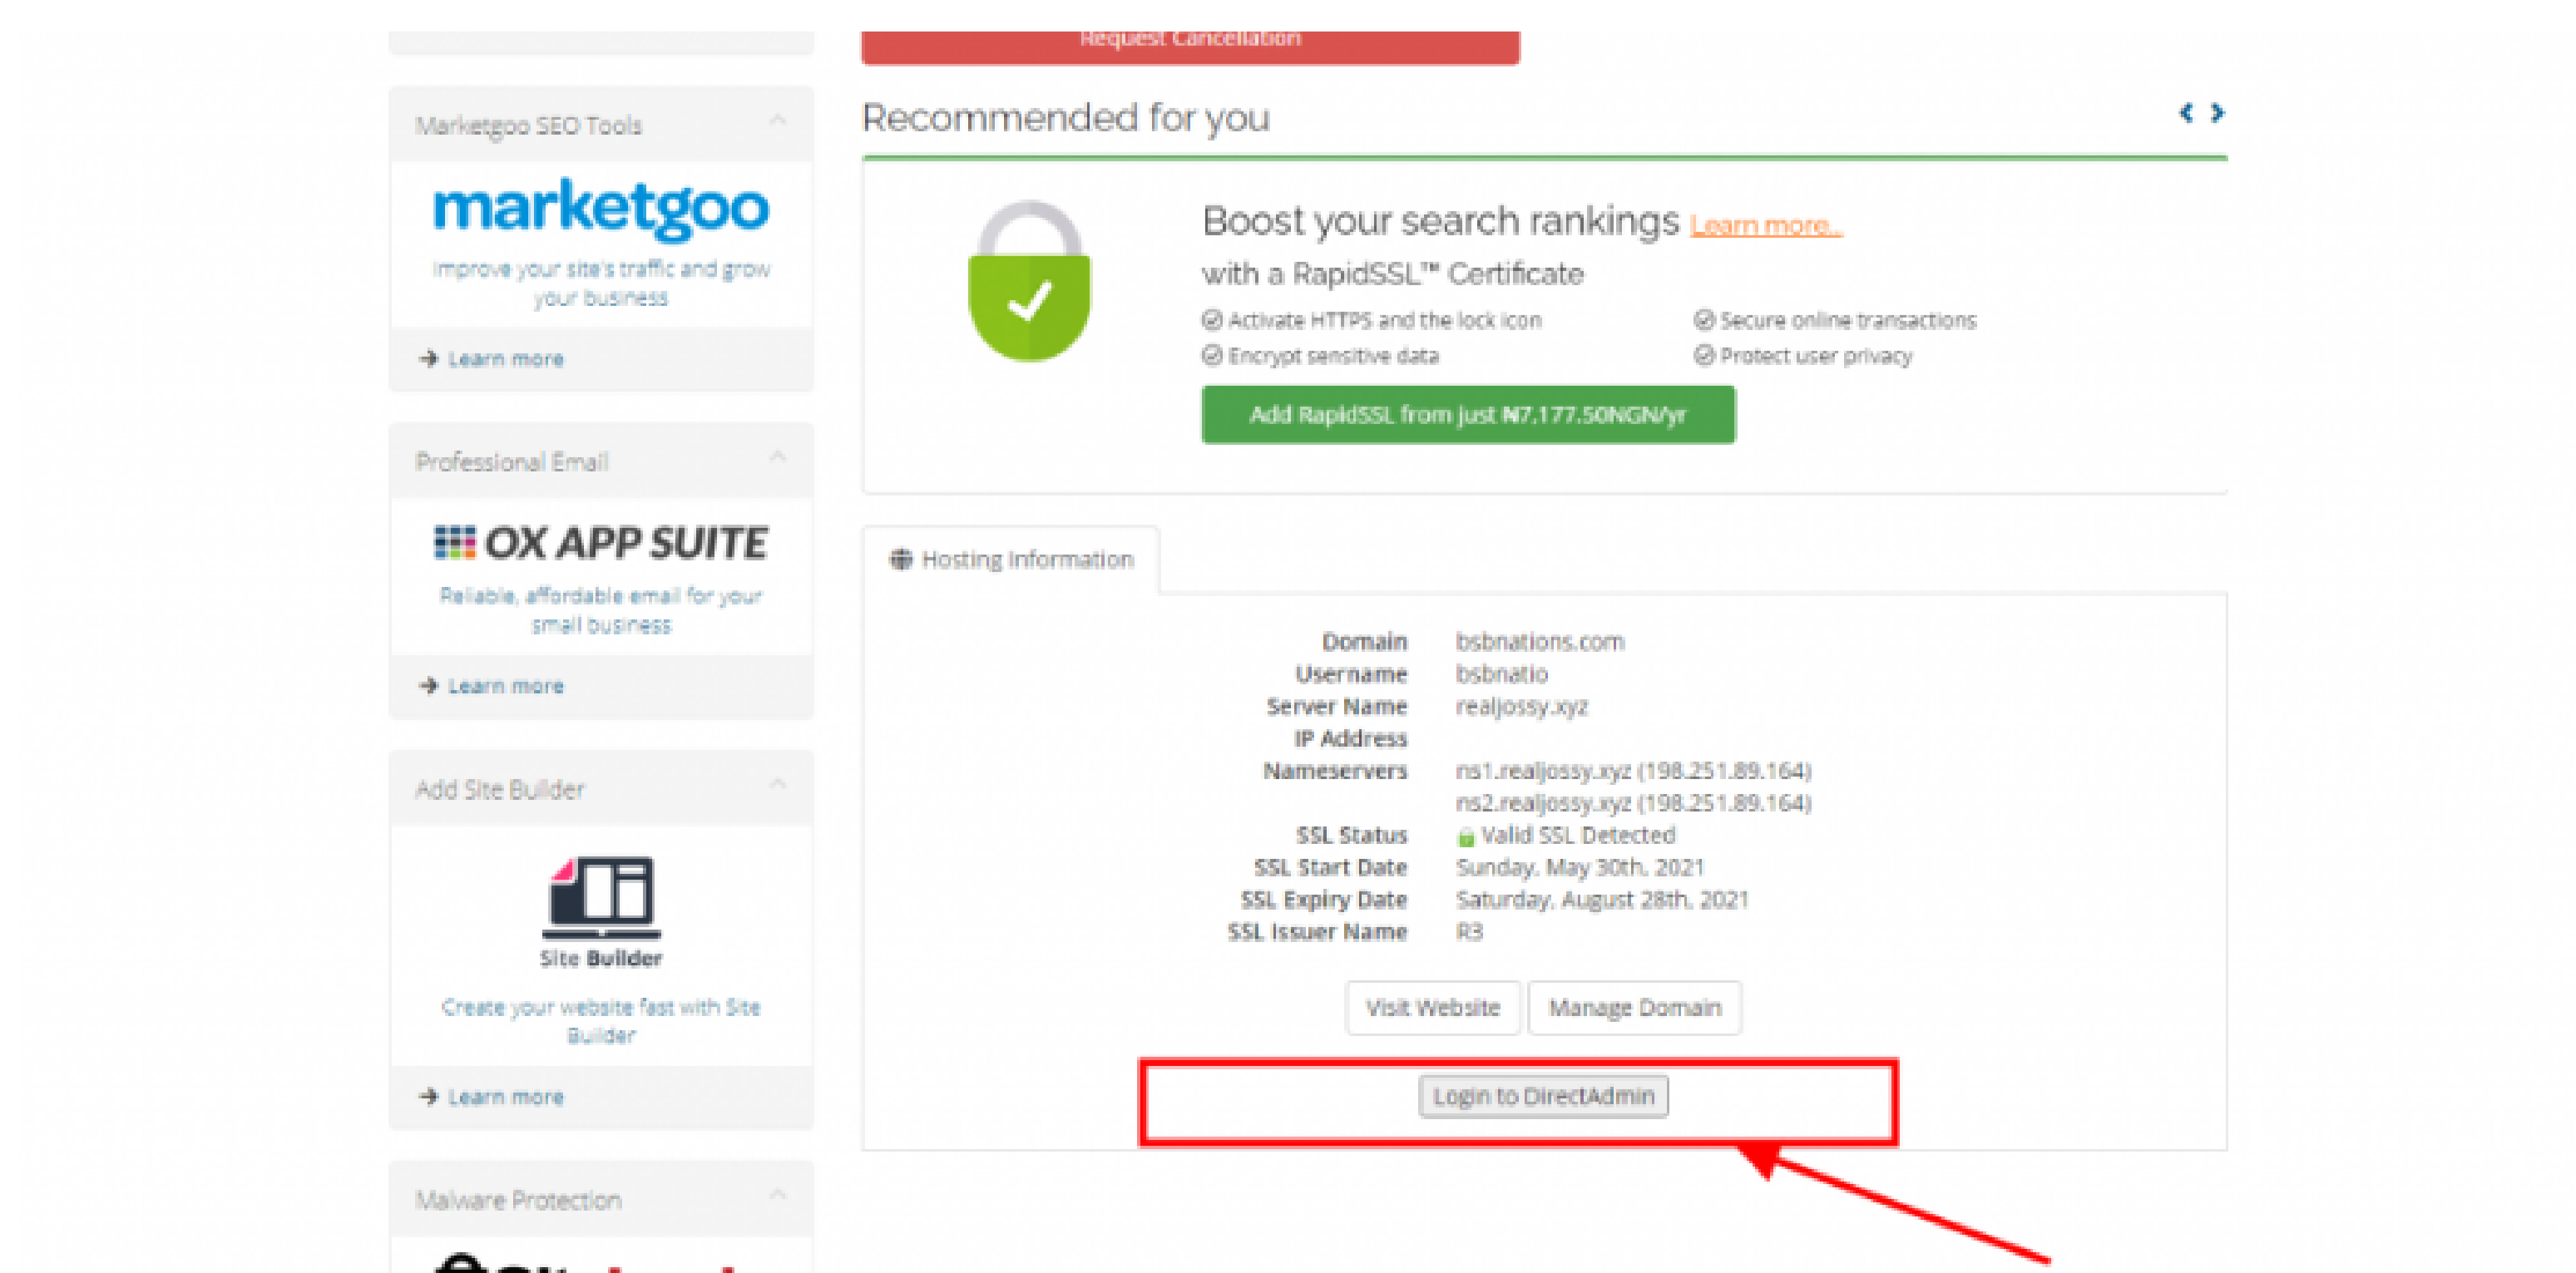 Request Cancellation
Marketgoo SEO Tools
marketgoo
Improve your site's traffic and grow
your business
Learn more
Professional Email
OX APP SUITE
Reliable, affordable email for your
small business
Learn more
Add Site Builder
Site Builder
Create your website fast with Site
Builder
Learn more
Malware Protection
Recommended for you
Boost your search rankings Learn more...
with a RapidSSL™ Certificate
Activate HTTPS and the lock icon
Secure online transactions
Encrypt sensitive data
Protect user privacy
Add RapidSSL from just ₦7,177.50NGN/yr
Hosting Information
Domain bsbnations.com
Username bsbnatio
Server Name realjossy.xyz
IP Address
Nameservers ns1.realjossy.xyz (198.251.89.164)
ns2.realjossy.xyz (198.251.89.164)
SSL Status Valid SSL Detected
SSL Start Date Sunday, May 30th, 2021
SSL Expiry Date Saturday, August 28th, 2021
SSL Issuer Name R3
Visit Website Manage Domain
Login to DirectAdmin